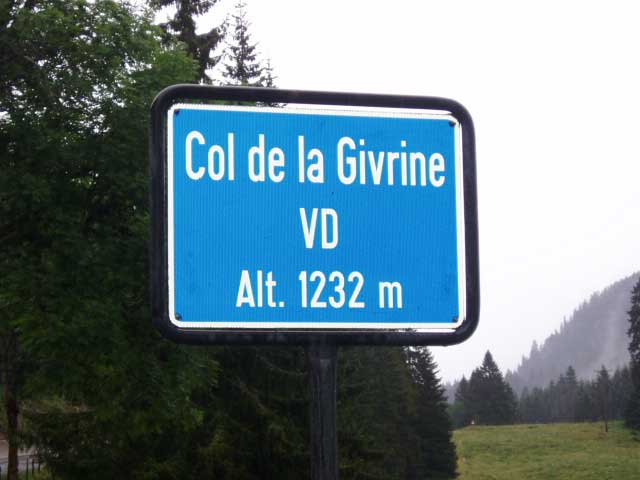 Col de la Givrine
VD
Alt. 1232 m